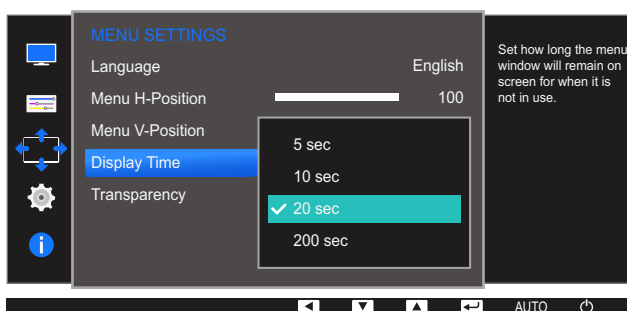 MENU SETTINGS
Language English
Menu H-Position 100
Menu V-Position
Display Time
Transparency
5 sec
10 sec
20 sec
200 sec
Set how long the menu
window will remain on
screen for when it is
not in use.
AUTO